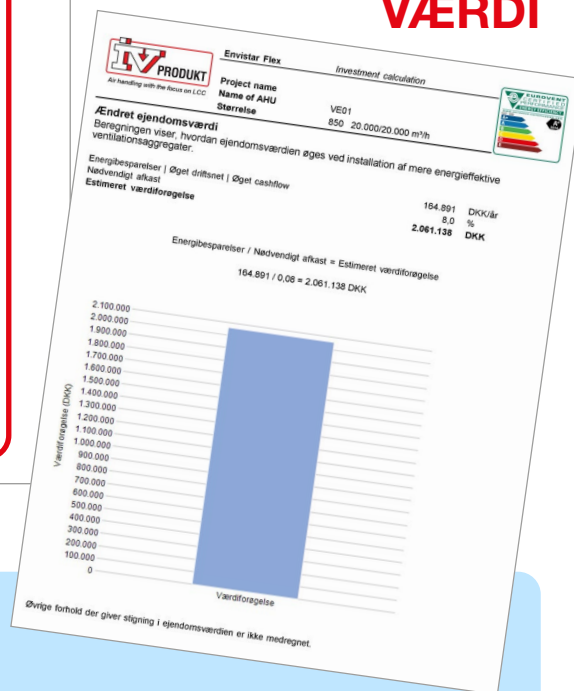 VÆRDI
IV PRODUKT
Air handling with the focus on LCC
Envistar Flex
Investment calculation
Project name
Name of AHU VE01
Størrelse 850 20.000/20.000 m³/h
EUROVENT
Ændret ejendomsværdi
Beregningen viser, hvordan ejendomsværdien øges ved installation af mere energieffektive
ventilationsaggregater.
Energibesparelser | Øget driftsnet | Øget cashflow 164.891 DKK/år
Nødvendigt afkast 8,0 %
Estimeret værdiforøgelse 2.061.138 DKK
Energibesparelser / Nødvendigt afkast = Estimeret værdiforøgelse
164.891 / 0,08 = 2.061.138 DKK
Værdiforøgelse (DKK)
2.100.000
2.000.000
1.900.000
1.800.000
1.700.000
1.600.000
1.500.000
1.400.000
1.300.000
1.200.000
1.100.000
1.000.000
900.000
800.000
700.000
600.000
500.000
400.000
300.000
200.000
100.000
0
Værdiforøgelse
Øvrige forhold der giver stigning i ejendomsværdien er ikke medregnet.